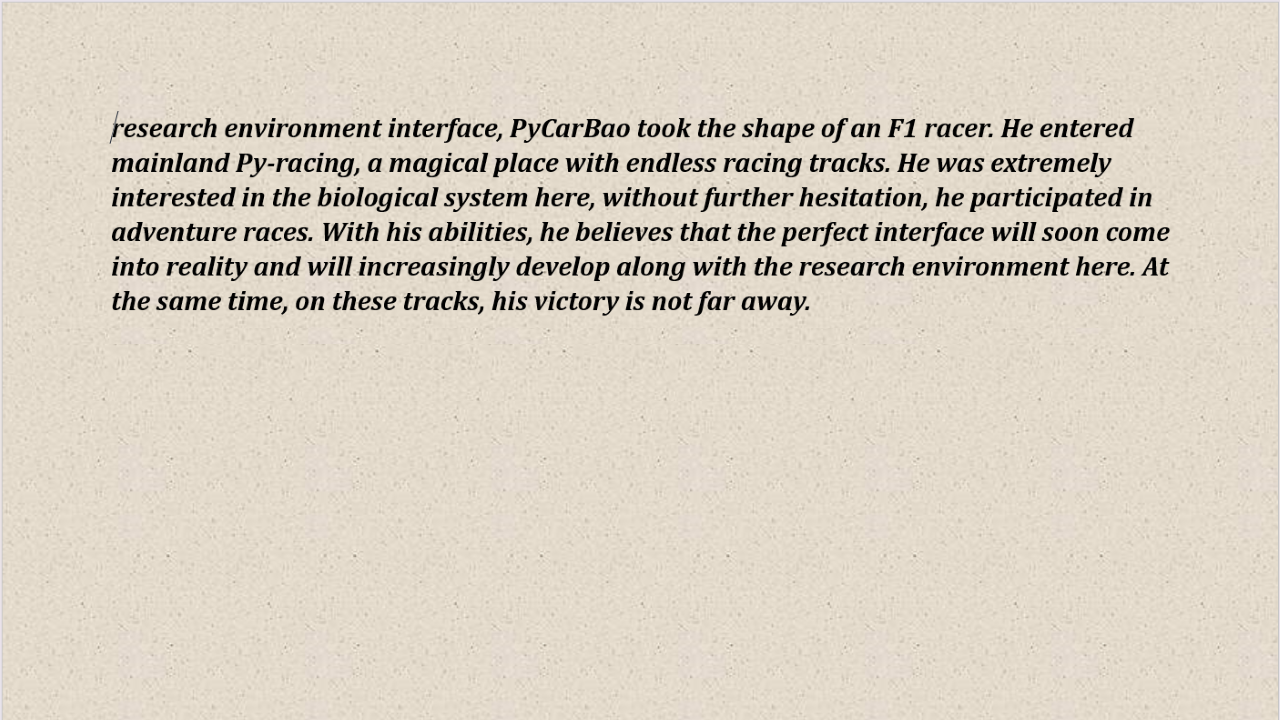 research environment interface, PyCarBao took the shape of an F1 racer. He entered
mainland Py-racing, a magical place with endless racing tracks. He was extremely
interested in the biological system here, without further hesitation, he participated in
adventure races. With his abilities, he believes that the perfect interface will soon come
into reality and will increasingly develop along with the research environment here. At
the same time, on these tracks, his victory is not far away.